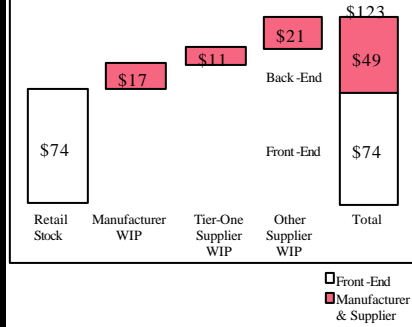 $123
$21
$11
$49
$17
Back-End
$74
Front-End
$74
Retail Stock
Manufacturer WIP
Tier-One Supplier WIP
Other Supplier WIP
Total
Front-End
Manufacturer
& Supplier